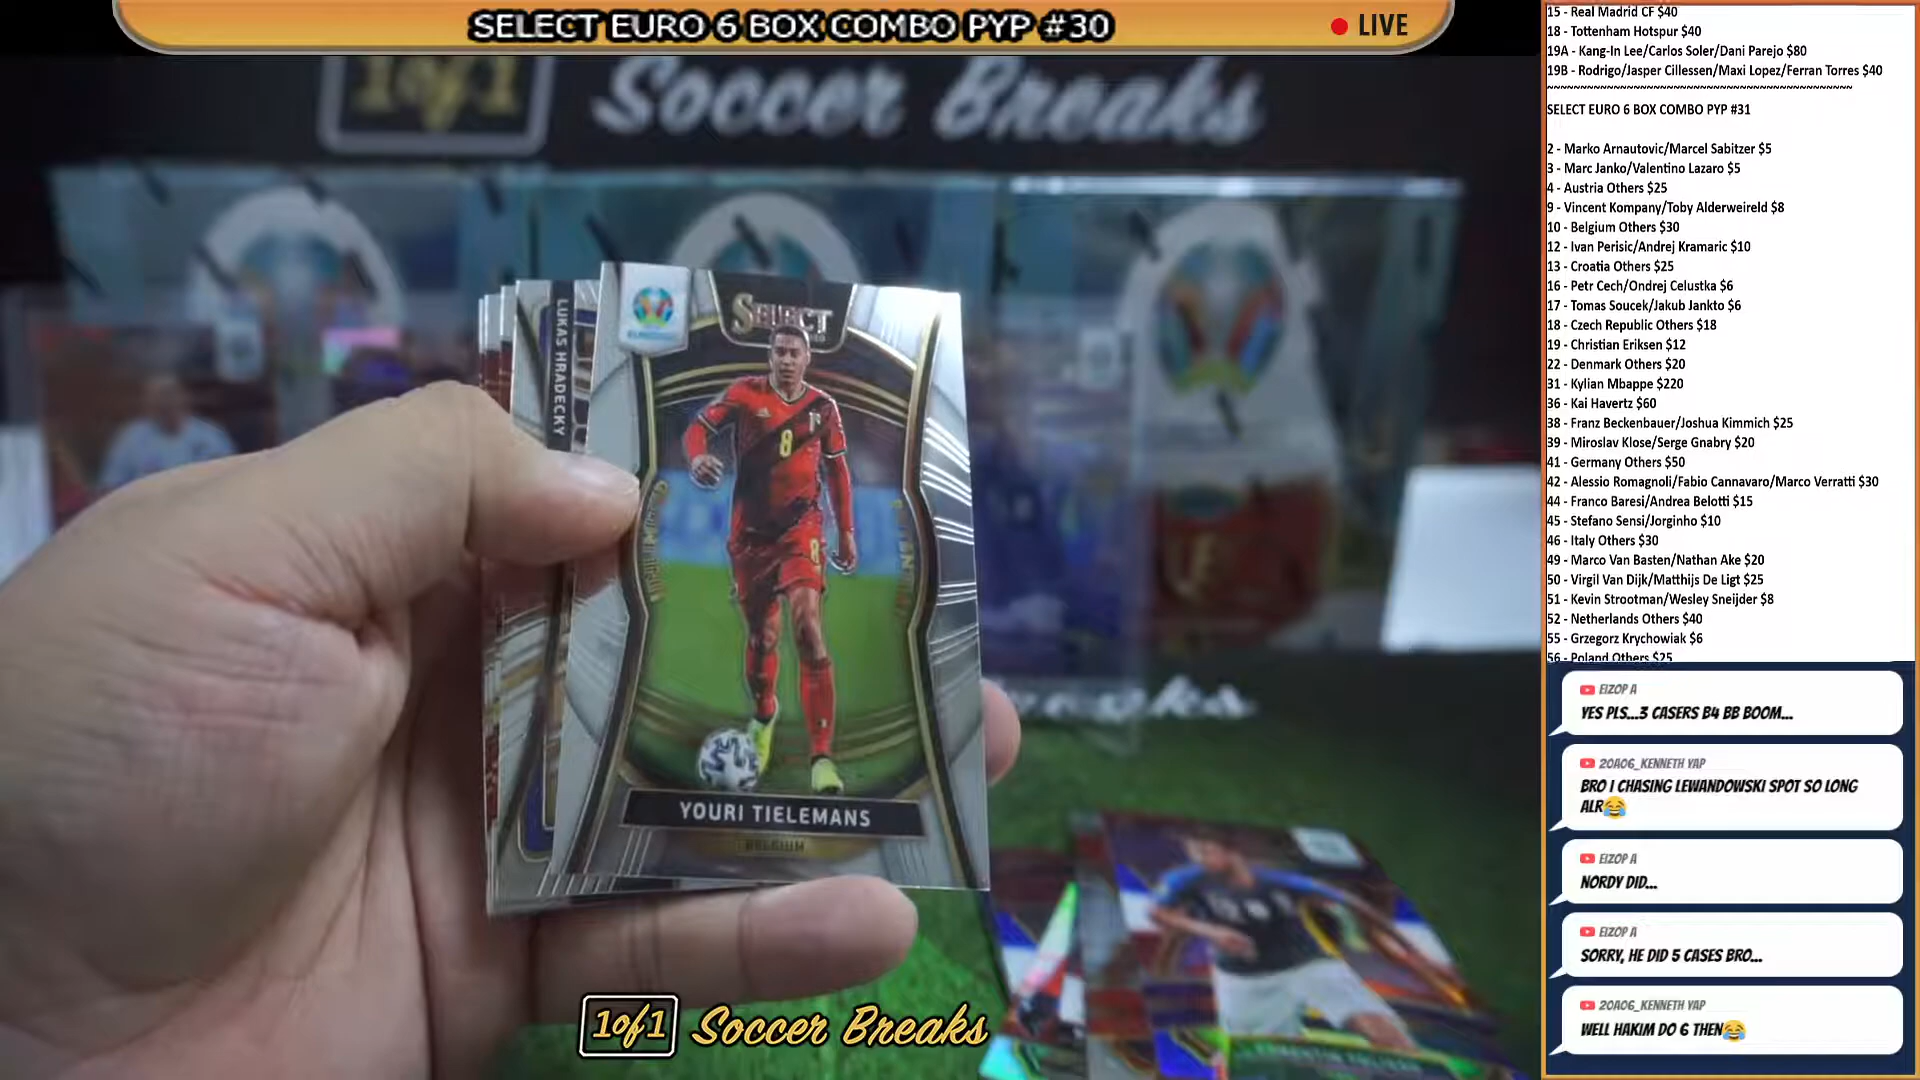 SELECT EURO 6 BOX COMBO PYP #30
LIVE
1of1
Soccer Breaks
SELECT
LUKAS HRADECKY
8
8
YOURI TIELEMANS
BELGIUM
1of1 Soccer Breaks
15 - Real Madrid CF $40
18 - Tottenham Hotspur $40
19A - Kang-In Lee/Carlos Soler/Dani Parejo $80
19B - Rodrigo/Jasper Cillessen/Maxi Lopez/Ferran Torres $40
~~~~~~~~~~~~~~~~~~~~~~~~~~~~~~~~~~~~~~~~~~~~
SELECT EURO 6 BOX COMBO PYP #31
2 - Marko Arnautovic/Marcel Sabitzer $5
3 - Marc Janko/Valentino Lazaro $5
4 - Austria Others $25
9 - Vincent Kompany/Toby Alderweireld $8
10 - Belgium Others $30
12 - Ivan Perisic/Andrej Kramaric $10
13 - Croatia Others $25
16 - Petr Cech/Ondrej Celustka $6
17 - Tomas Soucek/Jakub Jankto $6
18 - Czech Republic Others $18
19 - Christian Eriksen $12
22 - Denmark Others $20
31 - Kylian Mbappe $220
36 - Kai Havertz $60
38 - Franz Beckenbauer/Joshua Kimmich $25
39 - Miroslav Klose/Serge Gnabry $20
41 - Germany Others $50
42 - Alessio Romagnoli/Fabio Cannavaro/Marco Verratti $30
44 - Franco Baresi/Andrea Belotti $15
45 - Stefano Sensi/Jorginho $10
46 - Italy Others $30
49 - Marco Van Basten/Nathan Ake $20
50 - Virgil Van Dijk/Matthijs De Ligt $25
51 - Kevin Strootman/Wesley Sneijder $8
52 - Netherlands Others $40
55 - Grzegorz Krychowiak $6
56 - Poland Others $25
EIZOP A
YES PLS...3 CASERS B4 BB BOOM...
20A06_KENNETH YAP
BRO I CHASING LEWANDOWSKI SPOT SO LONG
ALR😂
EIZOP A
NORDY DID...
EIZOP A
SORRY, HE DID 5 CASES BRO...
20A06_KENNETH YAP
WELL HAKIM DO 6 THEN😂